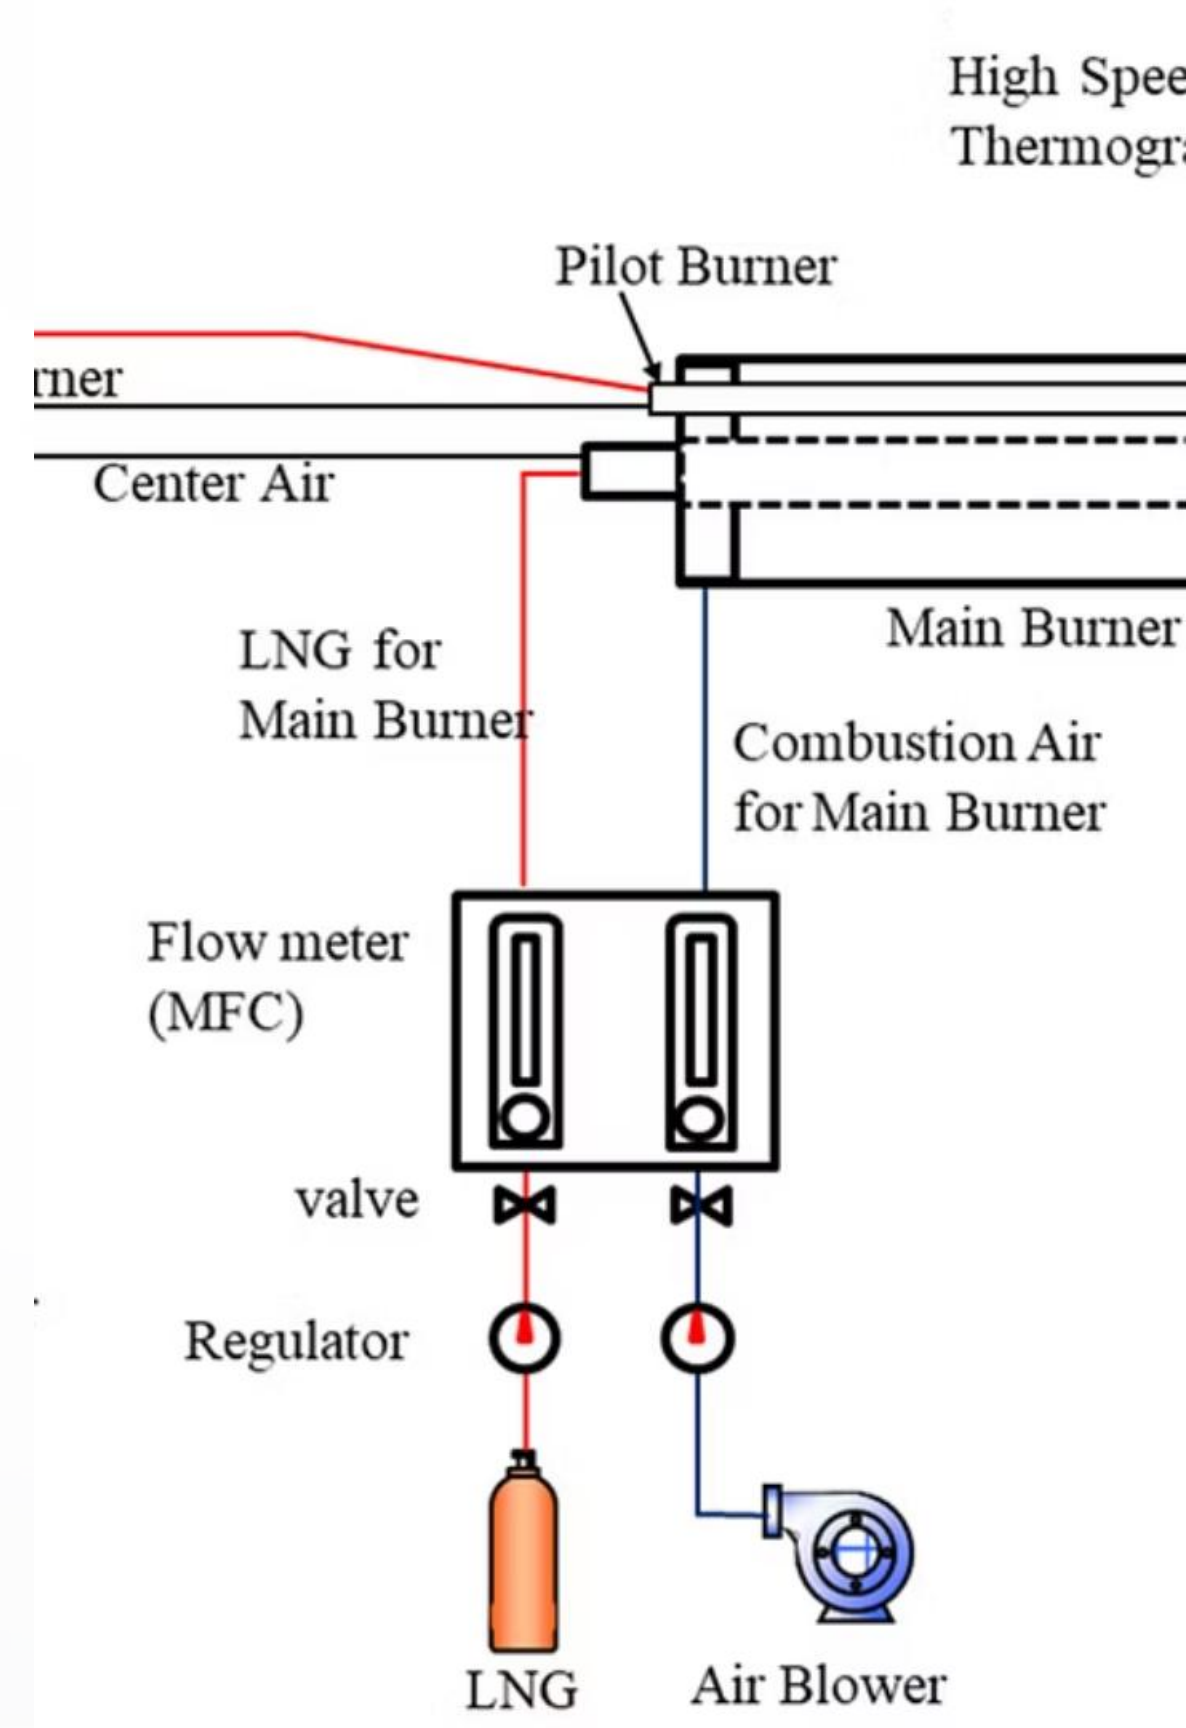 High Spee
Thermogra
Pilot Burner
rner
Center Air
LNG for
Main Burner
Main Burner
Combustion Air
for Main Burner
Flow meter
(MFC)
valve
Regulator
LNG
Air Blower